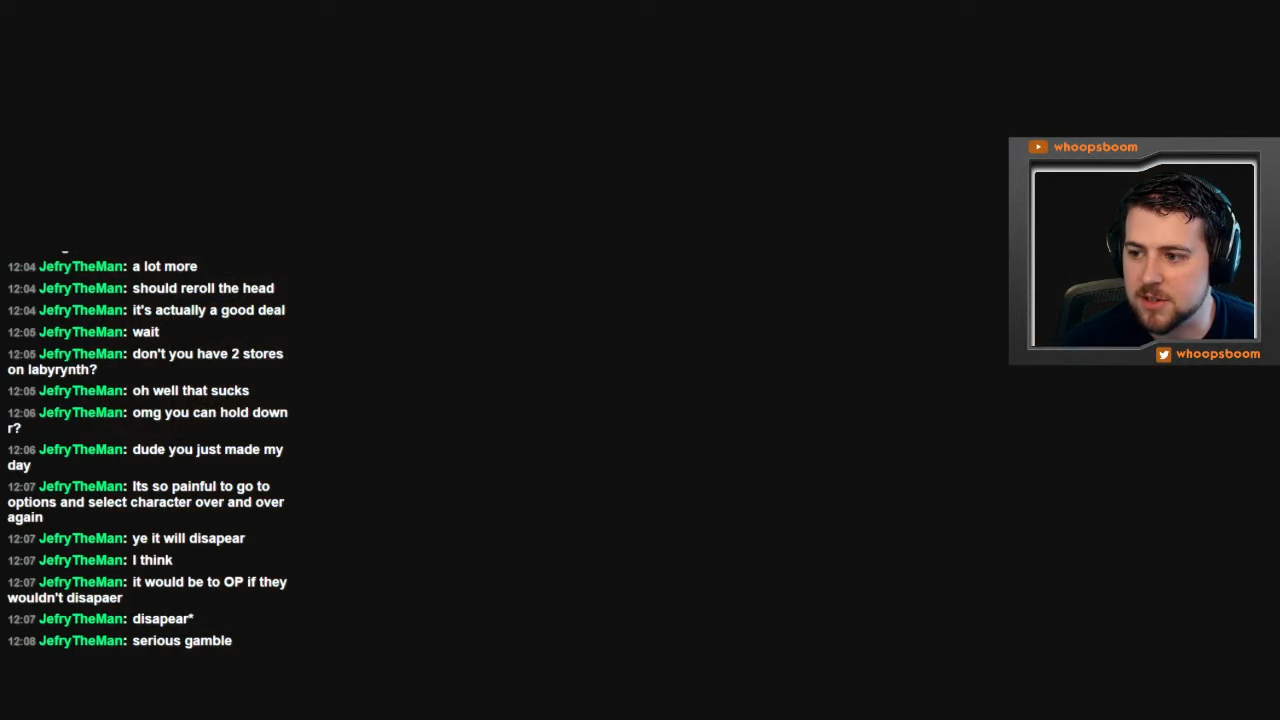 whoopsboom
12:04 JefryTheMan: a lot more
12:04 JefryTheMan: should reroll the head
12:04 JefryTheMan: it's actually a good deal
12:05 JefryTheMan: wait
12:05 JefryTheMan: don't you have 2 stores
on labyrynth?
12:05 JefryTheMan: oh well that sucks
12:06 JefryTheMan: omg you can hold down
r?
12:06 JefryTheMan: dude you just made my
day
12:07 JefryTheMan: Its so painful to go to
options and select character over and over
again
12:07 JefryTheMan: ye it will disapear
12:07 JefryTheMan: I think
12:07 JefryTheMan: it would be to OP if they
wouldn't disapaer
12:07 JefryTheMan: disapear*
12:08 JefryTheMan: serious gamble
whoopsboom